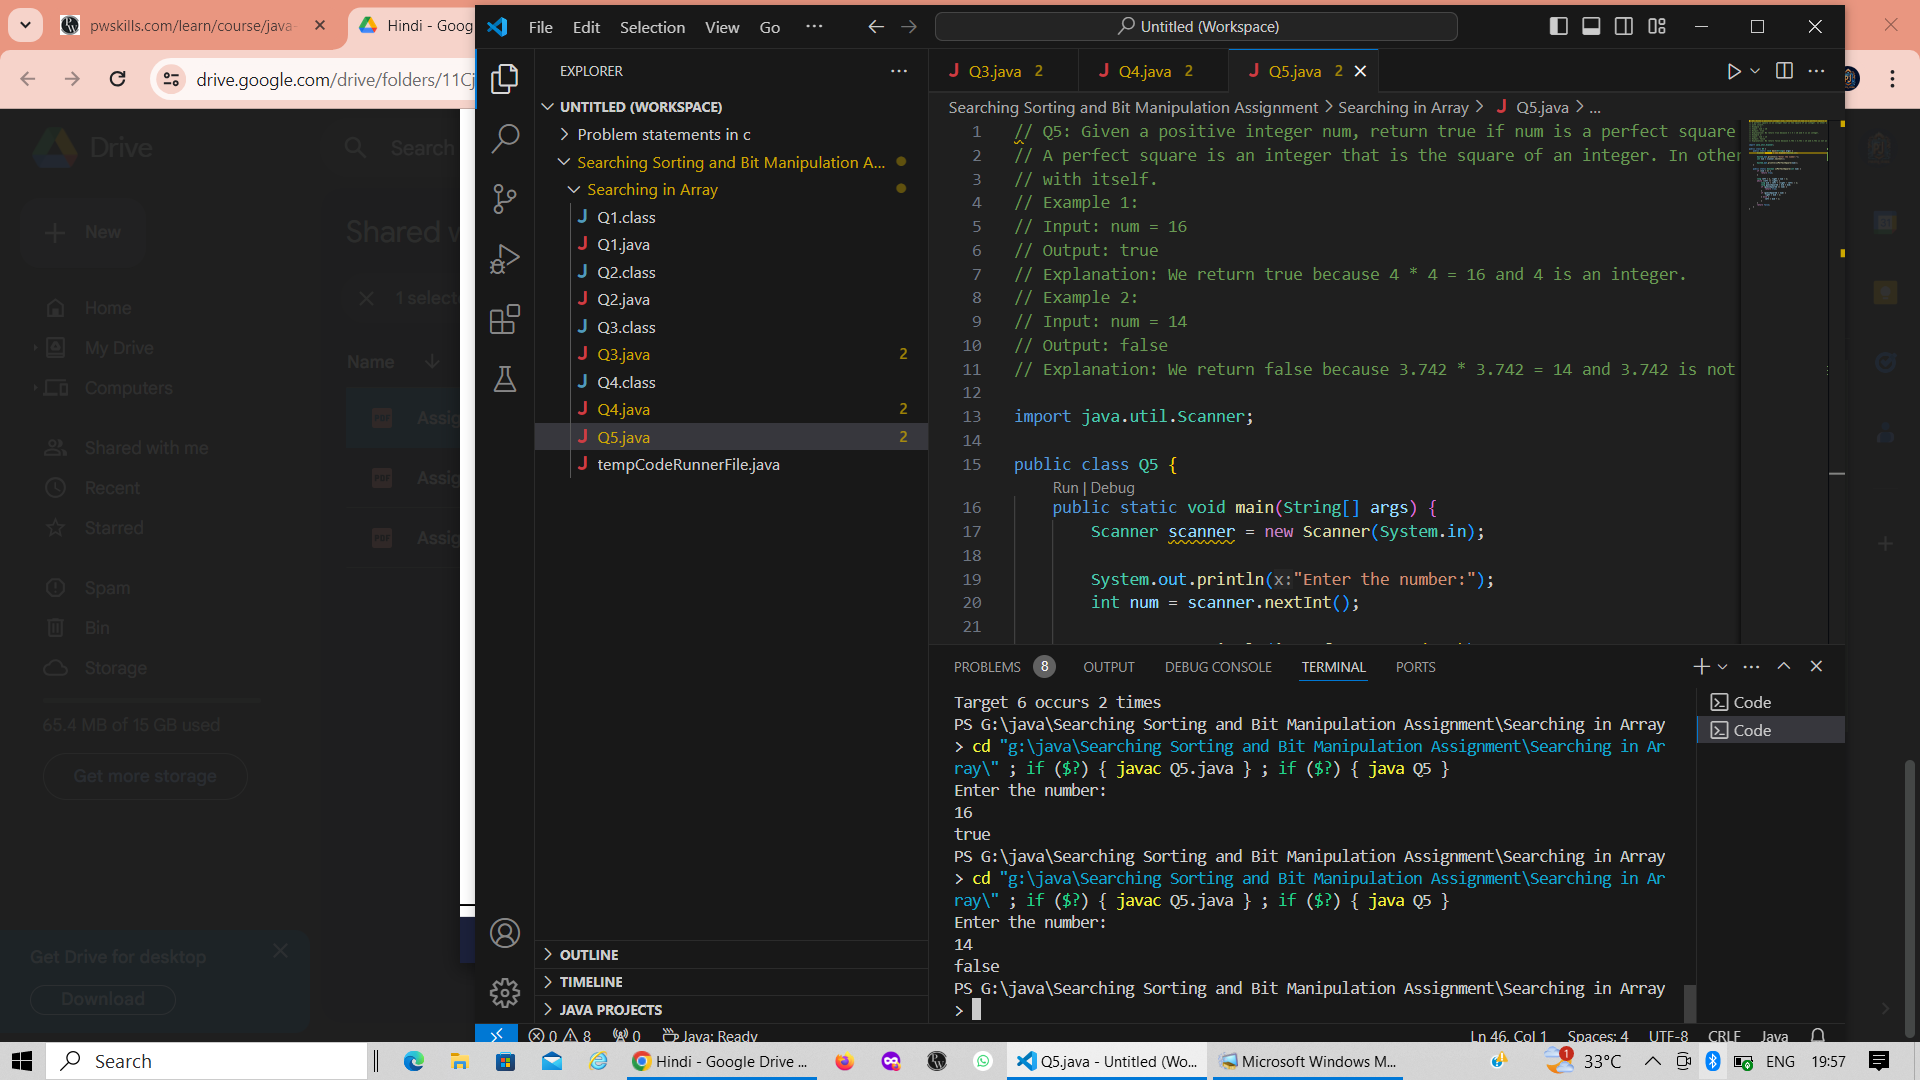 pwskills.com/learn/course/java-
Hindi - Goog
drive.google.com/drive/folders/11Cj
Drive
Search
New
Shared w
1 selecte
Home
My Drive
Computers
Name
Assig
Shared with me
Recent
Assig
Starred
Assig
Spam
Bin
Storage
65.4 MB of 15 GB used
Get more storage
Get Drive for desktop
Download
File Edit Selection View Go ...
Untitled (Workspace)
EXPLORER
UNTITLED (WORKSPACE)
Problem statements in c
Searching Sorting and Bit Manipulation A...
Searching in Array
J Q1.class
J Q1.java
J Q2.class
J Q2.java
J Q3.class
J Q3.java 2
J Q4.class
J Q4.java 2
J Q5.java 2
J tempCodeRunnerFile.java
OUTLINE
TIMELINE
JAVA PROJECTS
J Q3.java 2 J Q4.java 2 J Q5.java 2
Searching Sorting and Bit Manipulation Assignment > Searching in Array > J Q5.java > ...
1 // Q5: Given a positive integer num, return true if num is a perfect square
2 // A perfect square is an integer that is the square of an integer. In other
3 // with itself.
4 // Example 1:
5 // Input: num = 16
6 // Output: true
7 // Explanation: We return true because 4 * 4 = 16 and 4 is an integer.
8 // Example 2:
9 // Input: num = 14
10 // Output: false
11 // Explanation: We return false because 3.742 * 3.742 = 14 and 3.742 is not
12
13 import java.util.Scanner;
14
15 public class Q5 {
Run | Debug
16 public static void main(String[] args) {
17 Scanner scanner = new Scanner(System.in);
18
19 System.out.println(x:"Enter the number:");
20 int num = scanner.nextInt();
21
PROBLEMS 8 OUTPUT DEBUG CONSOLE TERMINAL PORTS
Target 6 occurs 2 times
PS G:\java\Searching Sorting and Bit Manipulation Assignment\Searching in Array
> cd "g:\java\Searching Sorting and Bit Manipulation Assignment\Searching in Ar
ray\" ; if ($?) { javac Q5.java } ; if ($?) { java Q5 }
Enter the number:
16
true
PS G:\java\Searching Sorting and Bit Manipulation Assignment\Searching in Array
> cd "g:\java\Searching Sorting and Bit Manipulation Assignment\Searching in Ar
ray\" ; if ($?) { javac Q5.java } ; if ($?) { java Q5 }
Enter the number:
14
false
PS G:\java\Searching Sorting and Bit Manipulation Assignment\Searching in Array
>
Code
Code
0 8 0 Java: Ready
Ln 46, Col 1 Spaces: 4 UTF-8 CRLF Java
Search
Hindi - Google Drive ...
Q5.java - Untitled (Wo...
Microsoft Windows M...
1 33°C ENG 19:57